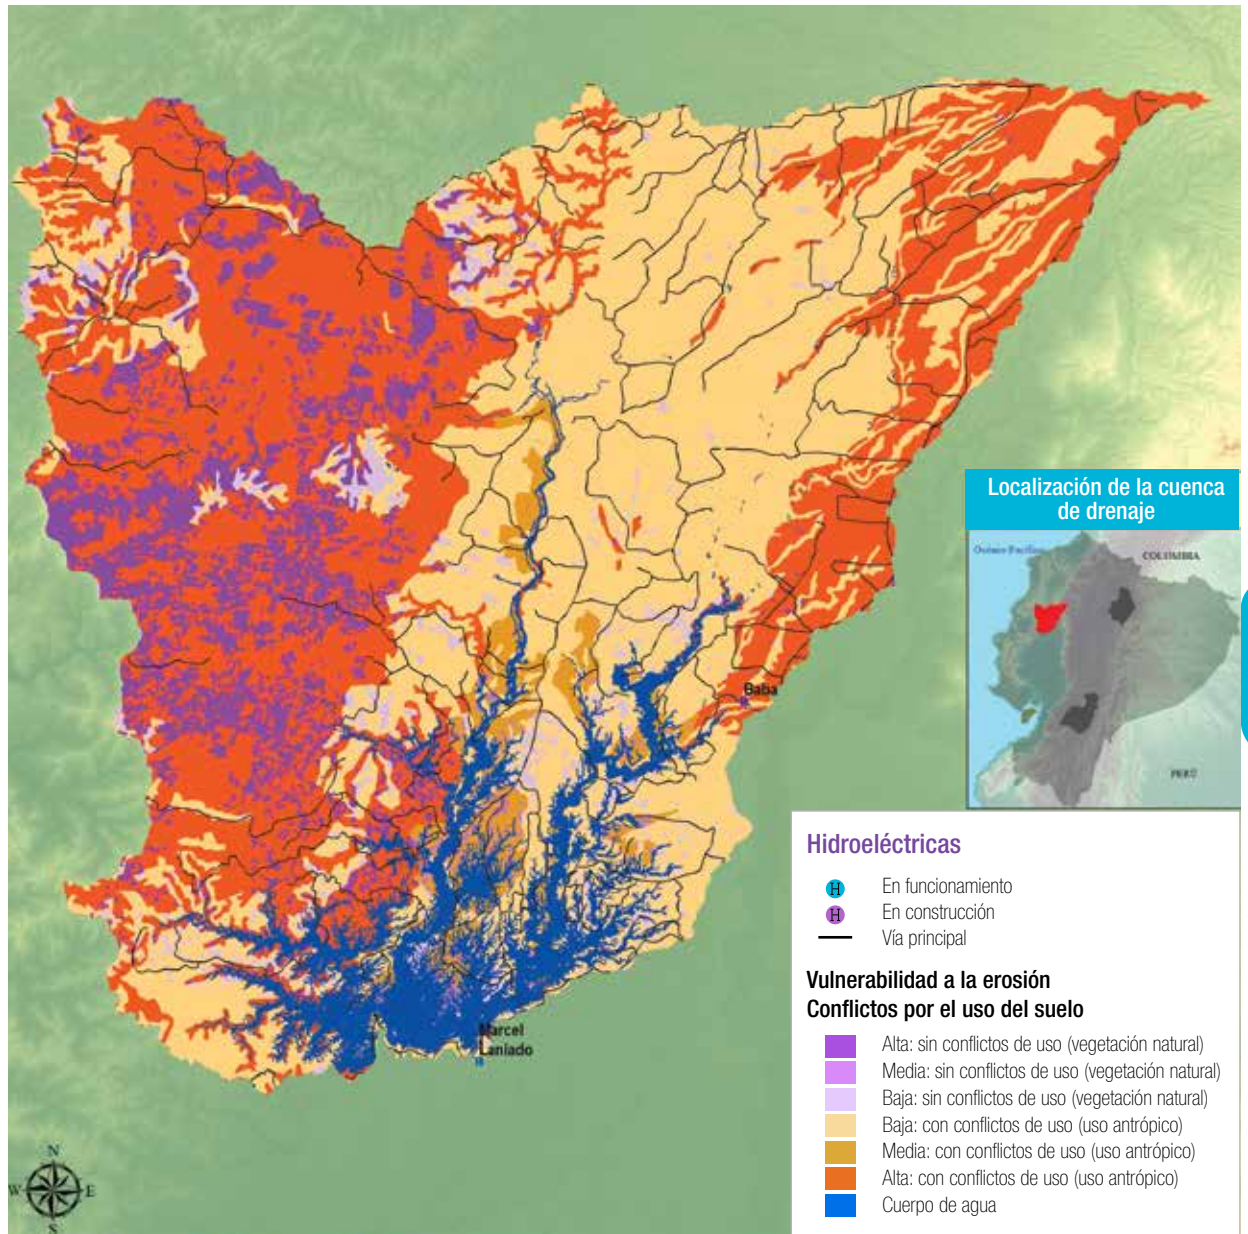 Localización de la cuenca
de drenaje
Océano Pacífico
COLUMBIA
PERÚ
Baba
Marcel
Laniado
Hidroeléctricas
H En funcionamiento
H En construcción
Vía principal
Vulnerabilidad a la erosión
Conflictos por el uso del suelo
Alta: sin conflictos de uso (vegetación natural)
Media: sin conflictos de uso (vegetación natural)
Baja: sin conflictos de uso (vegetación natural)
Baja: con conflictos de uso (uso antrópico)
Media: con conflictos de uso (uso antrópico)
Alta: con conflictos de uso (uso antrópico)
Cuerpo de agua
N
W E
S